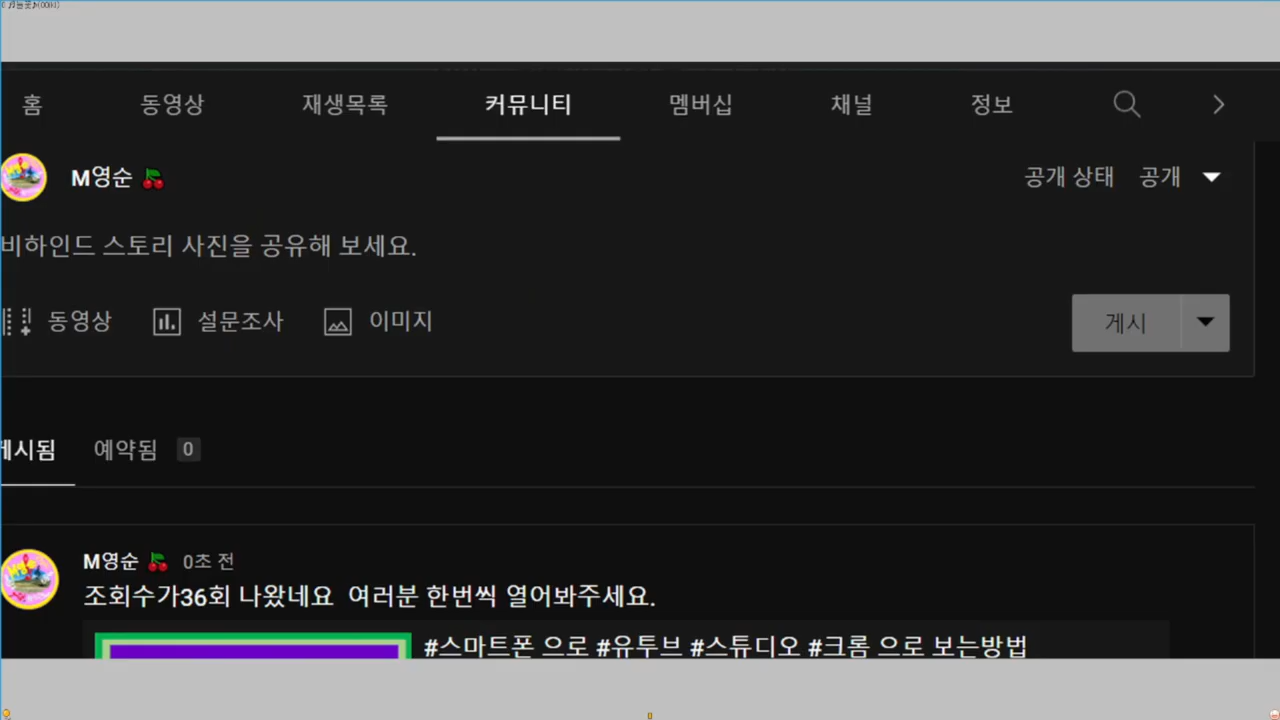 홈 동영상 재생목록 커뮤니티 멤버십 채널 정보
M영순
공개 상태 공개
비하인드 스토리 사진을 공유해 보세요.
동영상 설문조사 이미지
게시
게시됨 예약됨 0
M영순 0초 전
조회수가36회 나왔네요 여러분 한번씩 열어봐주세요.
#스마트폰 으로 #유투브 #스튜디오 #크롬 으로 보는방법